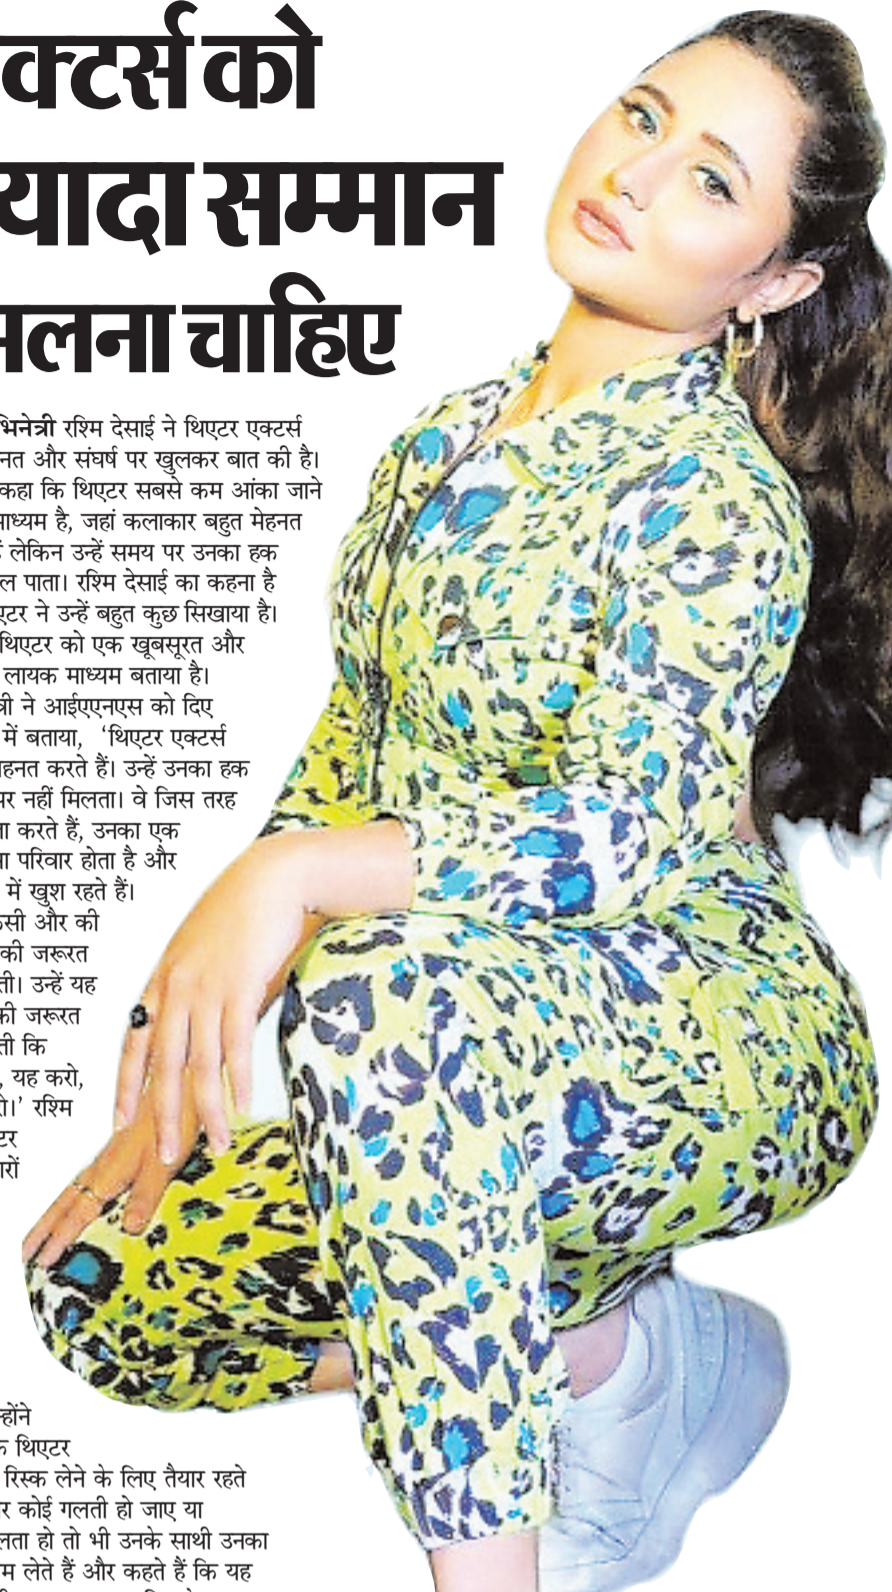 क्टर्स को
यादा सम्मान
मलना चाहिए
भिनेत्री रश्मि देसाई ने थिएटर एक्टर्स
नत और संघर्ष पर खुलकर बात की है।
कहा कि थिएटर सबसे कम आंका जाने
माध्यम है, जहां कलाकार बहुत मेहनत
लेकिन उन्हें समय पर उनका हक
ल पाता। रश्मि देसाई का कहना है
एटर ने उन्हें बहुत कुछ सिखाया है।
थिएटर को एक खूबसूरत और
लायक माध्यम बताया है।
त्री ने आईएएनएस को दिए
में बताया, ‘थिएटर एक्टर्स
मेहनत करते हैं। उन्हें उनका हक
पर नहीं मिलता। वे जिस तरह
करते हैं, उनका एक
सा परिवार होता है और
में खुश रहते हैं।
किसी और की
की जरूरत
ती। उन्हें यह
की जरूरत
ती कि
, यह करो,
रो।’ रश्मि
टर
ारों
न्होंने
क थिएटर
रिस्क लेने के लिए तैयार रहते
र कोई गलती हो जाए या
लता हो तो भी उनके साथी उनका
म लेते हैं और कहते हैं कि यह